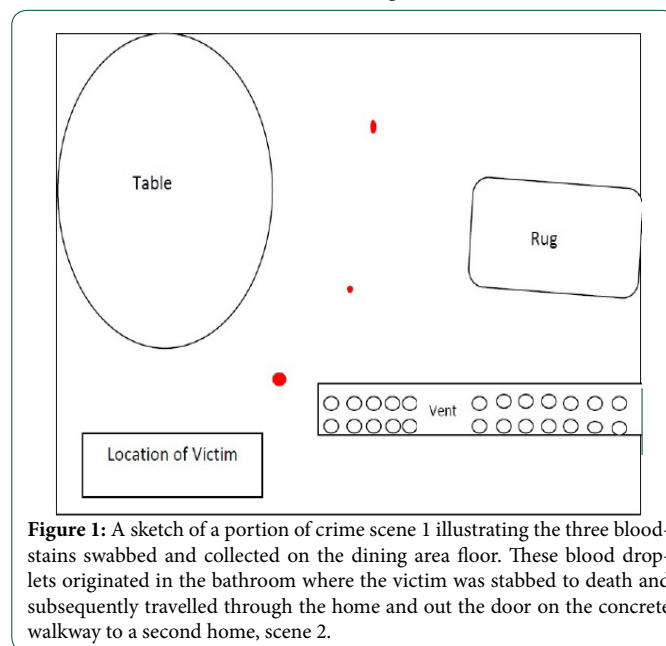 Table
Rug
Vent
Location of Victim
Figure 1: A sketch of a portion of crime scene 1 illustrating the three blood-
stains swabbed and collected on the dining area floor. These blood drop-
lets originated in the bathroom where the victim was stabbed to death and
subsequently travelled through the home and out the door on the concrete
walkway to a second home, scene 2.